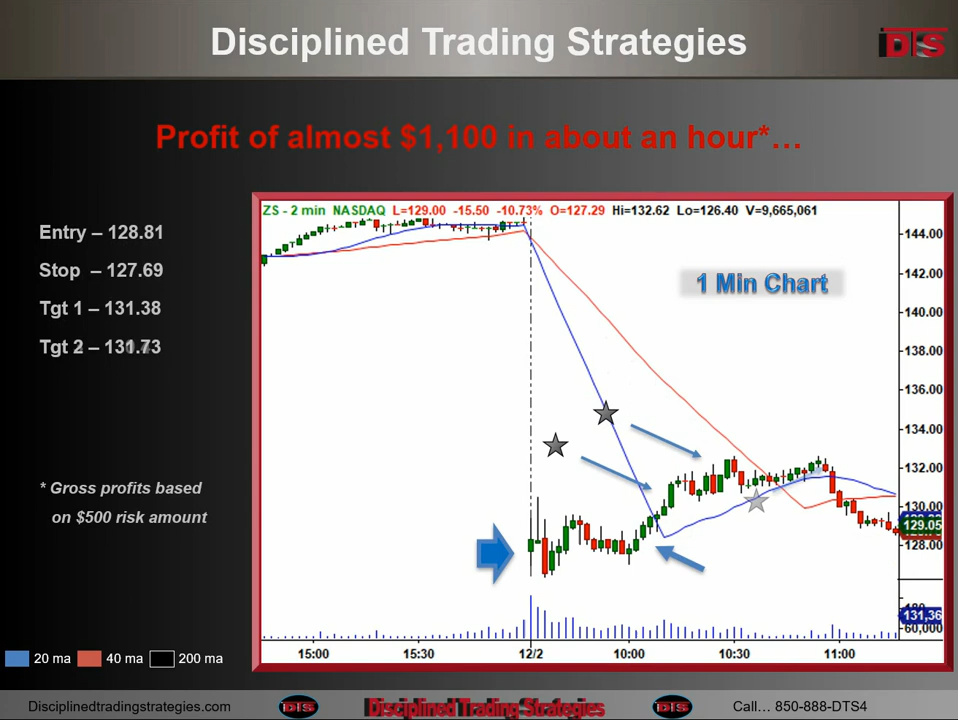 Disciplined Trading Strategies
DTS
Profit of almost $1,100 in about an hour*…
Entry – 128.81
Stop – 127.69
Tgt 1 – 131.38
Tgt 2 – 131.73
* Gross profits based
on $500 risk amount
ZS - 2 min NASDAQ L=129.00 -15.50 -10.73% O=127.29 Hi=132.62 Lo=126.40 V=9,665,061
1 Min Chart
144.00
142.00
140.00
138.00
136.00
134.00
132.00
130.00
129.05
128.00
131,36
60,000
15:00 15:30 12/2 10:00 10:30 11:00
20 ma 40 ma 200 ma
Disciplinedtradingstrategies.com DTS Disciplined Trading Strategies DTS Call… 850-888-DTS4